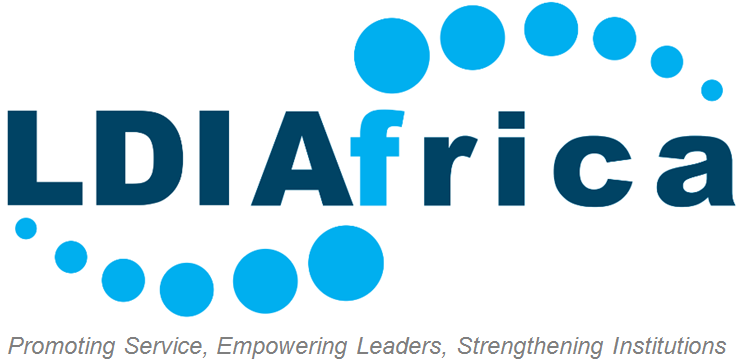 LDIAfrica
Promoting Service, Empowering Leaders, Strengthening Institutions